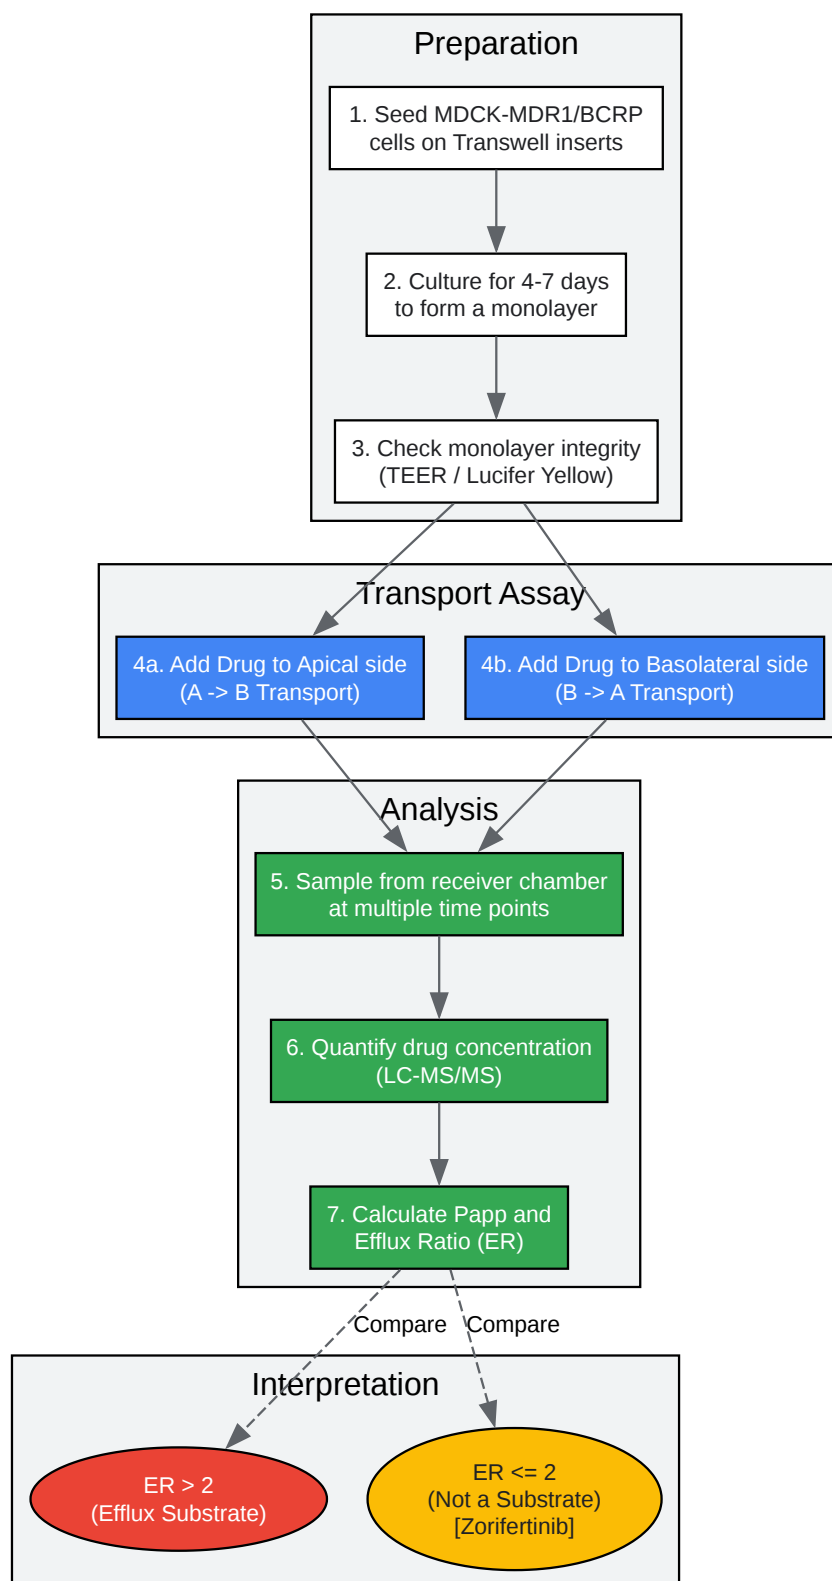 Preparation
1. Seed MDCK-MDR1/BCRP
cells on Transwell inserts
2. Culture for 4-7 days
to form a monolayer
3. Check monolayer integrity
(TEER / Lucifer Yellow)
Transport Assay
4a. Add Drug to Apical side
(A -> B Transport)
4b. Add Drug to Basolateral side
(B -> A Transport)
Analysis
5. Sample from receiver chamber
at multiple time points
6. Quantify drug concentration
(LC-MS/MS)
7. Calculate Papp and
Efflux Ratio (ER)
Compare
Compare
Interpretation
ER > 2
(Efflux Substrate)
ER <= 2
(Not a Substrate)
[Zorifertinib]